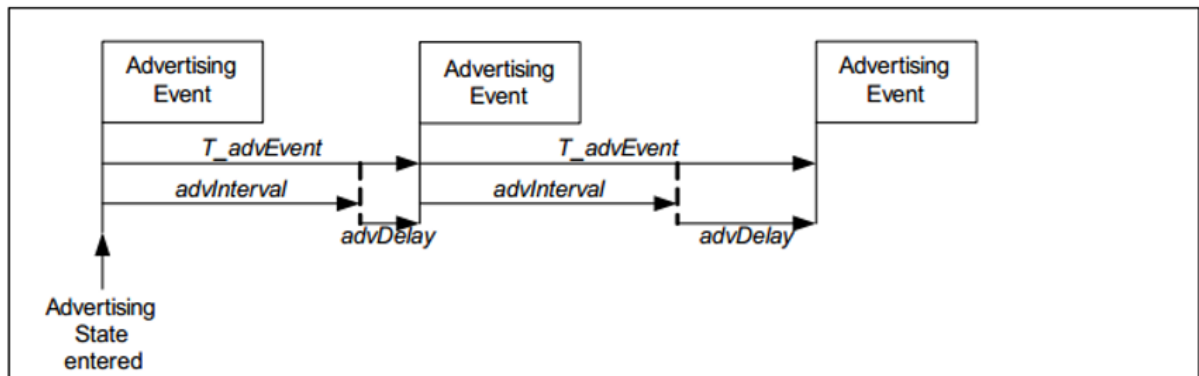 Advertising
Event
Advertising
Event
Advertising
Event
T_advEvent
T_advEvent
advInterval
advInterval
advDelay
advDelay
Advertising
State
entered